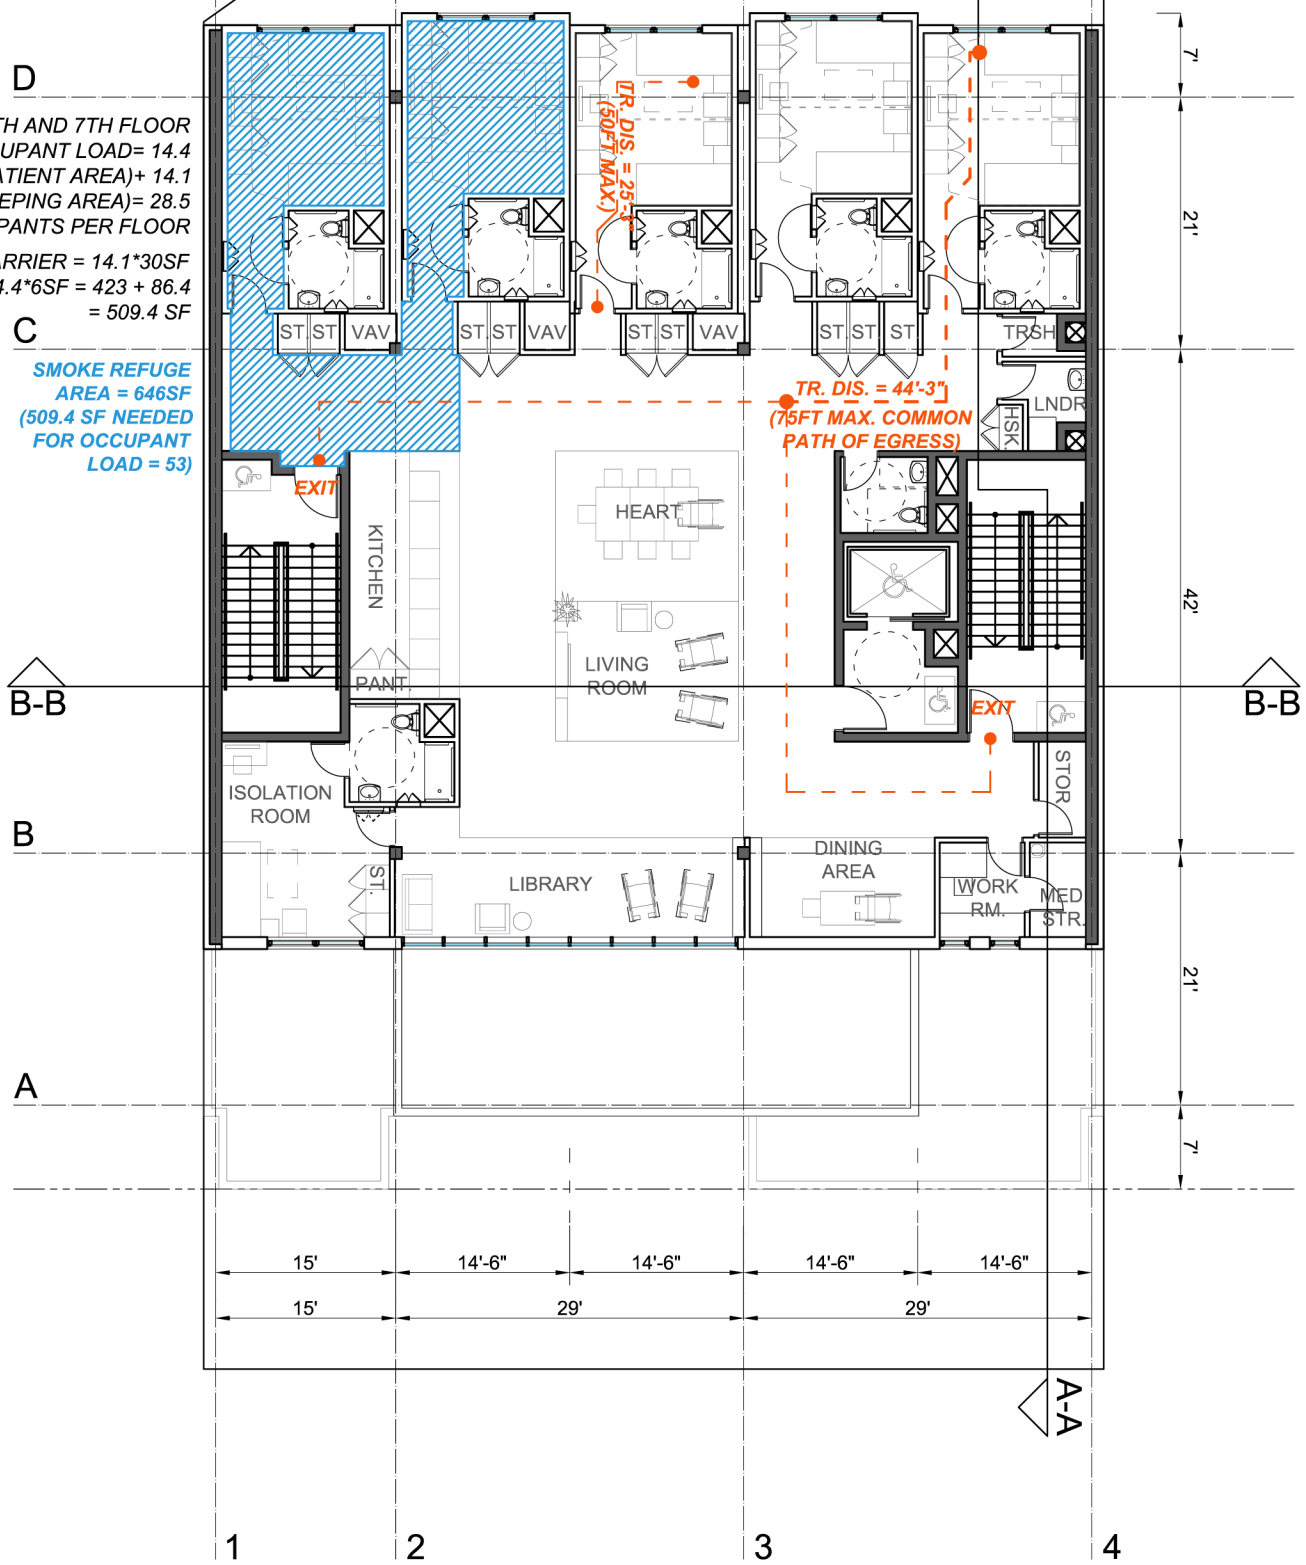 D
TH AND 7TH FLOOR
UPANT LOAD= 14.4
ATIENT AREA)+ 14.1
EEPING AREA)= 28.5
PANTS PER FLOOR
ARRIER = 14.1*30SF
4.4*6SF = 423 + 86.4
= 509.4 SF
C
SMOKE REFUGE
AREA = 646SF
(509.4 SF NEEDED
FOR OCCUPANT
LOAD = 53)
TR. DIS. = 25'-3"
(50FT MAX.)
7'
21'
ST. ST
VAV
ST. ST
VAV
ST. ST
VAV
ST. ST. ST
TRSH
LNDR
HSK.
TR. DIS. = 44'-3"
(75FT MAX. COMMON
PATH OF EGRESS)
EXIT
KITCHEN
HEART
42'
LIVING
ROOM
PANT.
B-B
B-B
EXIT
ISOLATION
ROOM
STOR
B
DINING
AREA
ST.
LIBRARY
WORK
RM.
MED
STR.
21'
A
7'
15'
14'-6"
14'-6"
14'-6"
14'-6"
15'
29'
29'
A-A
1
2
3
4